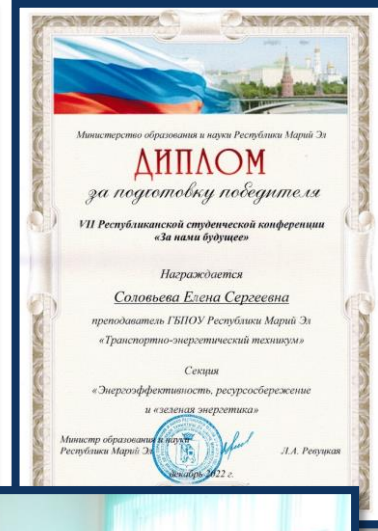 Министерство образования и науки Республики Марий Эл
ДИПЛОМ
за подготовку победителя
VII Республиканской студенческой конференции
«За нами будущее»
Награждается
Соловьева Елена Сергеевна
преподаватель ГБПОУ Республики Марий Эл
«Транспортно-энергетический техникум»
Секция
«Энергоэффективность, ресурсосбережение
и «зеленая энергетика»
Министр образования и науки
Республики Марий Эл Л.А. Ревуцкая
декабрь 2022 г.